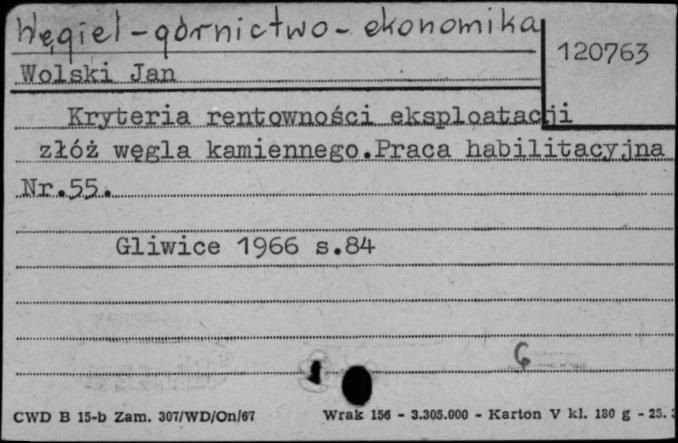 Węgiel - górnictwo - ekonomika
120763
Wolski Jan
Kryteria rentowności eksploatacji
złóż węgla kamiennego.Praca habilitacyjna
Nr.55.
Gliwice 1966 s.84
6
CWD B 15-b Zam. 307/WD/On/67 Wrak 156 - 3.305.000 - Karton V kl. 180 g - 25.